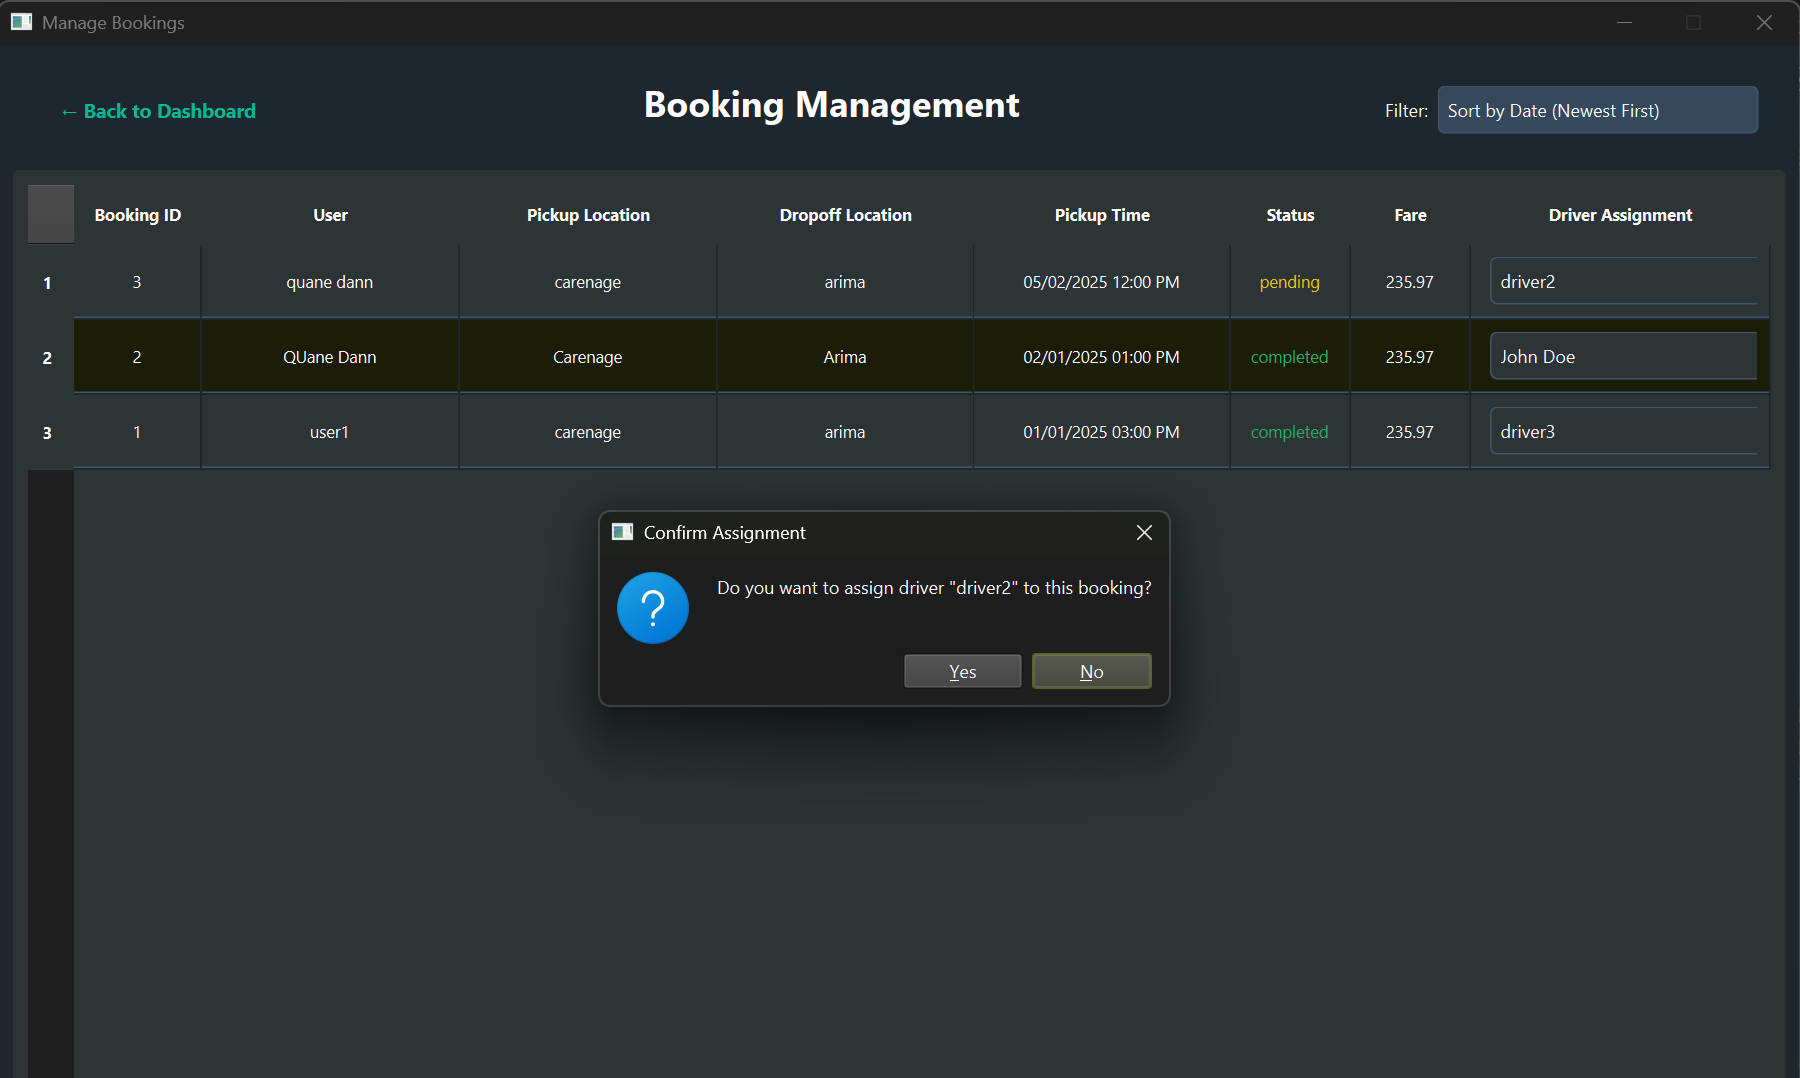 Manage Bookings
← Back to Dashboard
Booking Management
Filter: Sort by Date (Newest First)
Booking ID User Pickup Location Dropoff Location Pickup Time Status Fare Driver Assignment
1 3 quane dann carenage arima 05/02/2025 12:00 PM pending 235.97 driver2
2 2 QUane Dann Carenage Arima 02/01/2025 01:00 PM completed 235.97 John Doe
3 1 user1 carenage arima 01/01/2025 03:00 PM completed 235.97 driver3
Confirm Assignment
Do you want to assign driver "driver2" to this booking?
Yes No